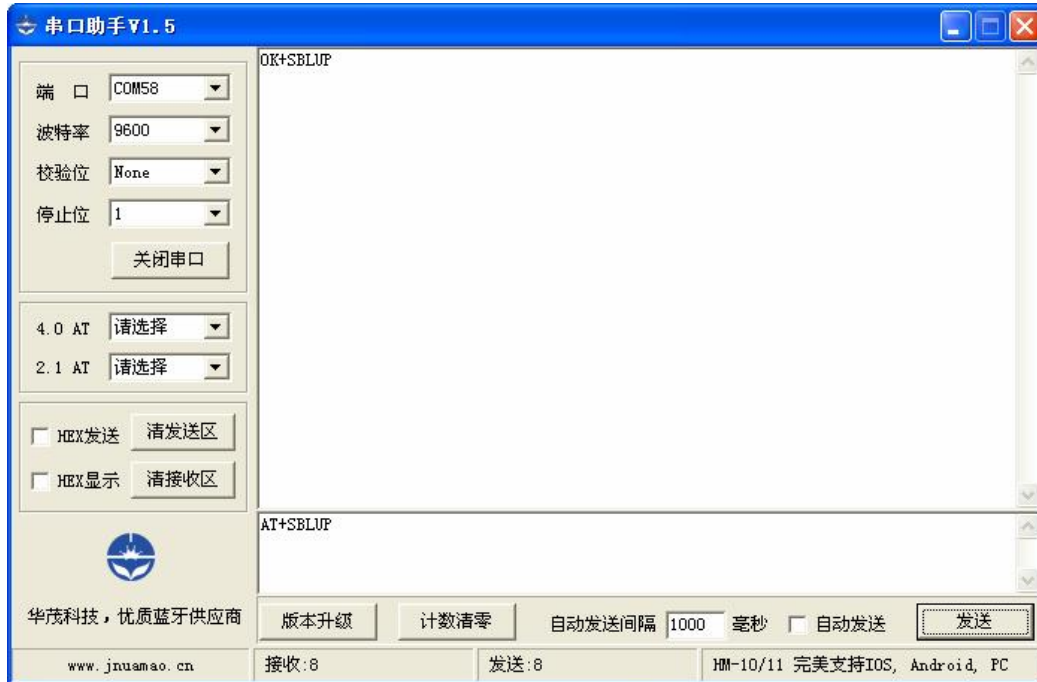 串口助手V1.5
端 口 COM58
波特率 9600
校验位 None
停止位 1
关闭串口
4.0 AT 请选择
2.1 AT 请选择
HEX发送 清发送区
HEX显示 清接收区
华茂科技，优质蓝牙供应商
www.jnuamao.cn
OK+SBLUP
AT+SBLUP
版本升级 计数清零 自动发送间隔 1000 毫秒 自动发送 发送
接收:8 发送:8 HM-10/11 完美支持IOS, Android, PC